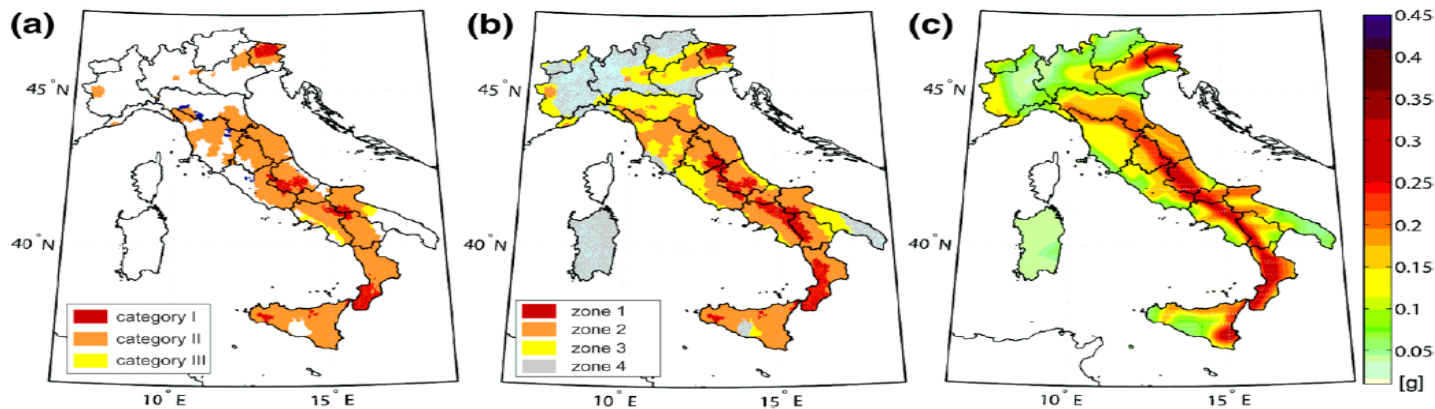 (a)
45°N
40°N
10°E
15°E
category I
category II
category III
(b)
45°N
40°N
10°E
15°E
zone 1
zone 2
zone 3
zone 4
(c)
45°N
40°N
10°E
15°E
0.45
0.4
0.35
0.3
0.25
0.2
0.15
0.1
0.05
[g]